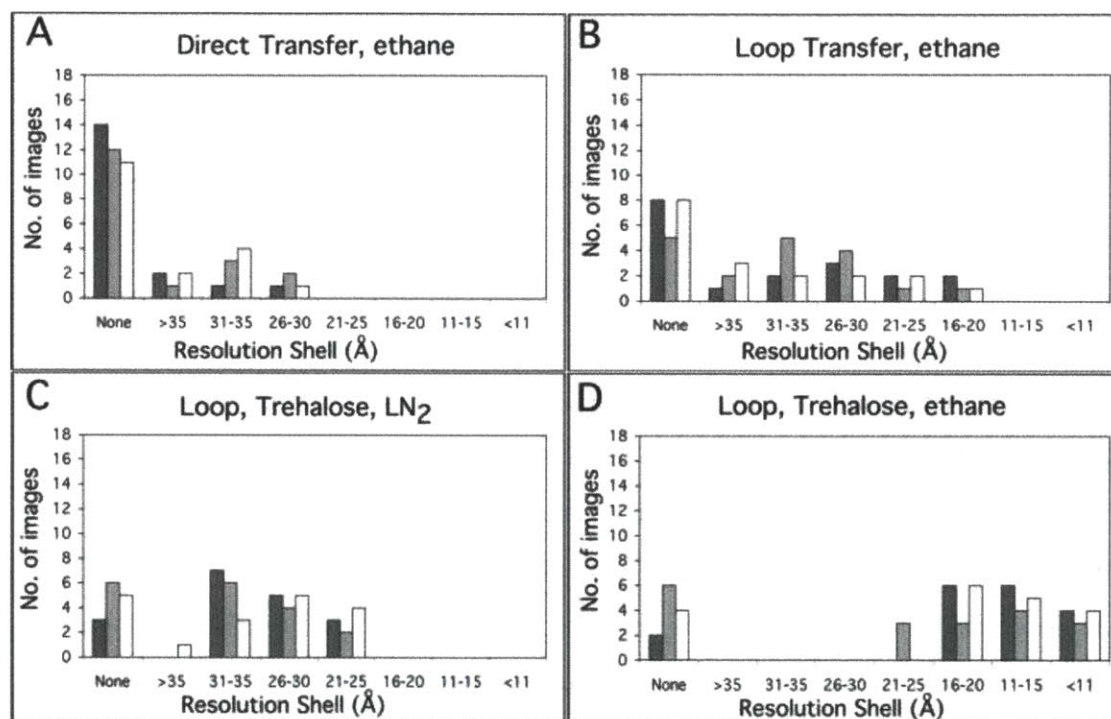 A
Direct Transfer, ethane
No. of images
18
16
14
12
10
8
6
4
2
0
None >35 31-35 26-30 21-25 16-20 11-15 <11
Resolution Shell (Å)
B
Loop Transfer, ethane
No. of images
18
16
14
12
10
8
6
4
2
0
None >35 31-35 26-30 21-25 16-20 11-15 <11
Resolution Shell (Å)
C
Loop, Trehalose, LN2
No. of images
18
16
14
12
10
8
6
4
2
0
None >35 31-35 26-30 21-25 16-20 11-15 <11
Resolution Shell (Å)
D
Loop, Trehalose, ethane
No. of images
18
16
14
12
10
8
6
4
2
0
None >35 31-35 26-30 21-25 16-20 11-15 <11
Resolution Shell (Å)